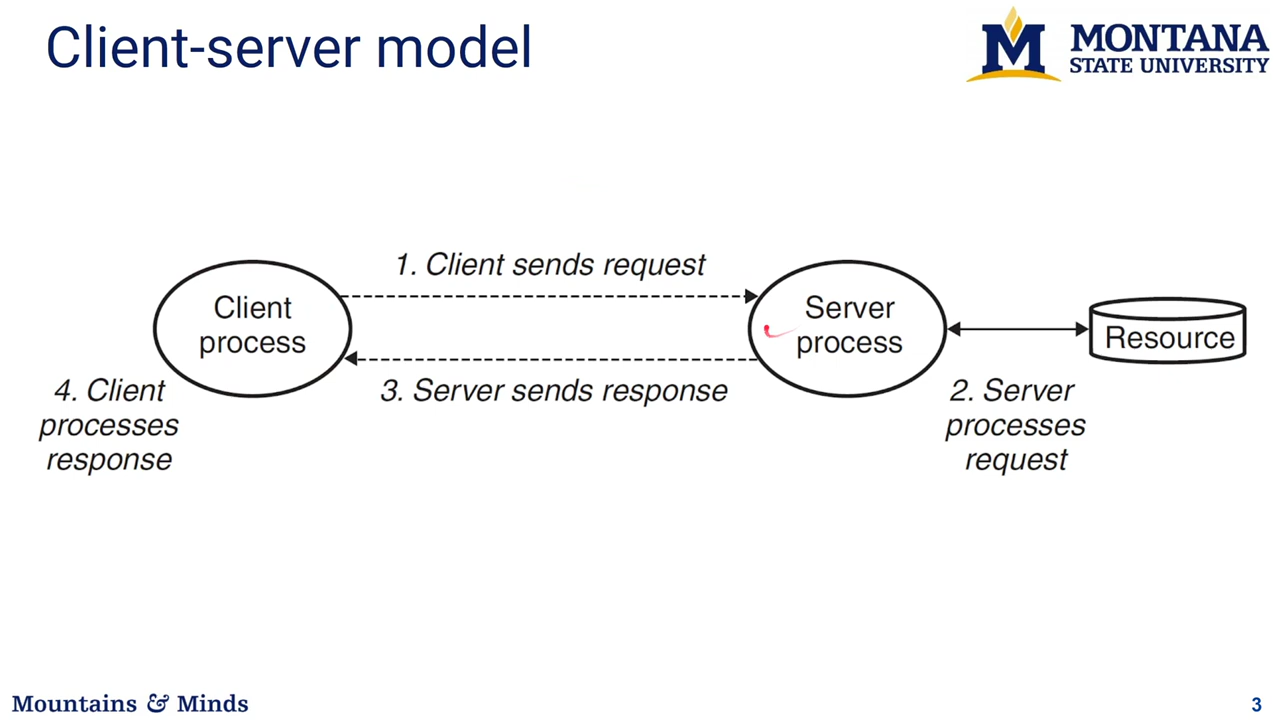 Client-server model
M MONTANA
STATE UNIVERSITY
1. Client sends request
Client
process
Server
process
Resource
3. Server sends response
4. Client
processes
response
2. Server
processes
request
Mountains & Minds
3